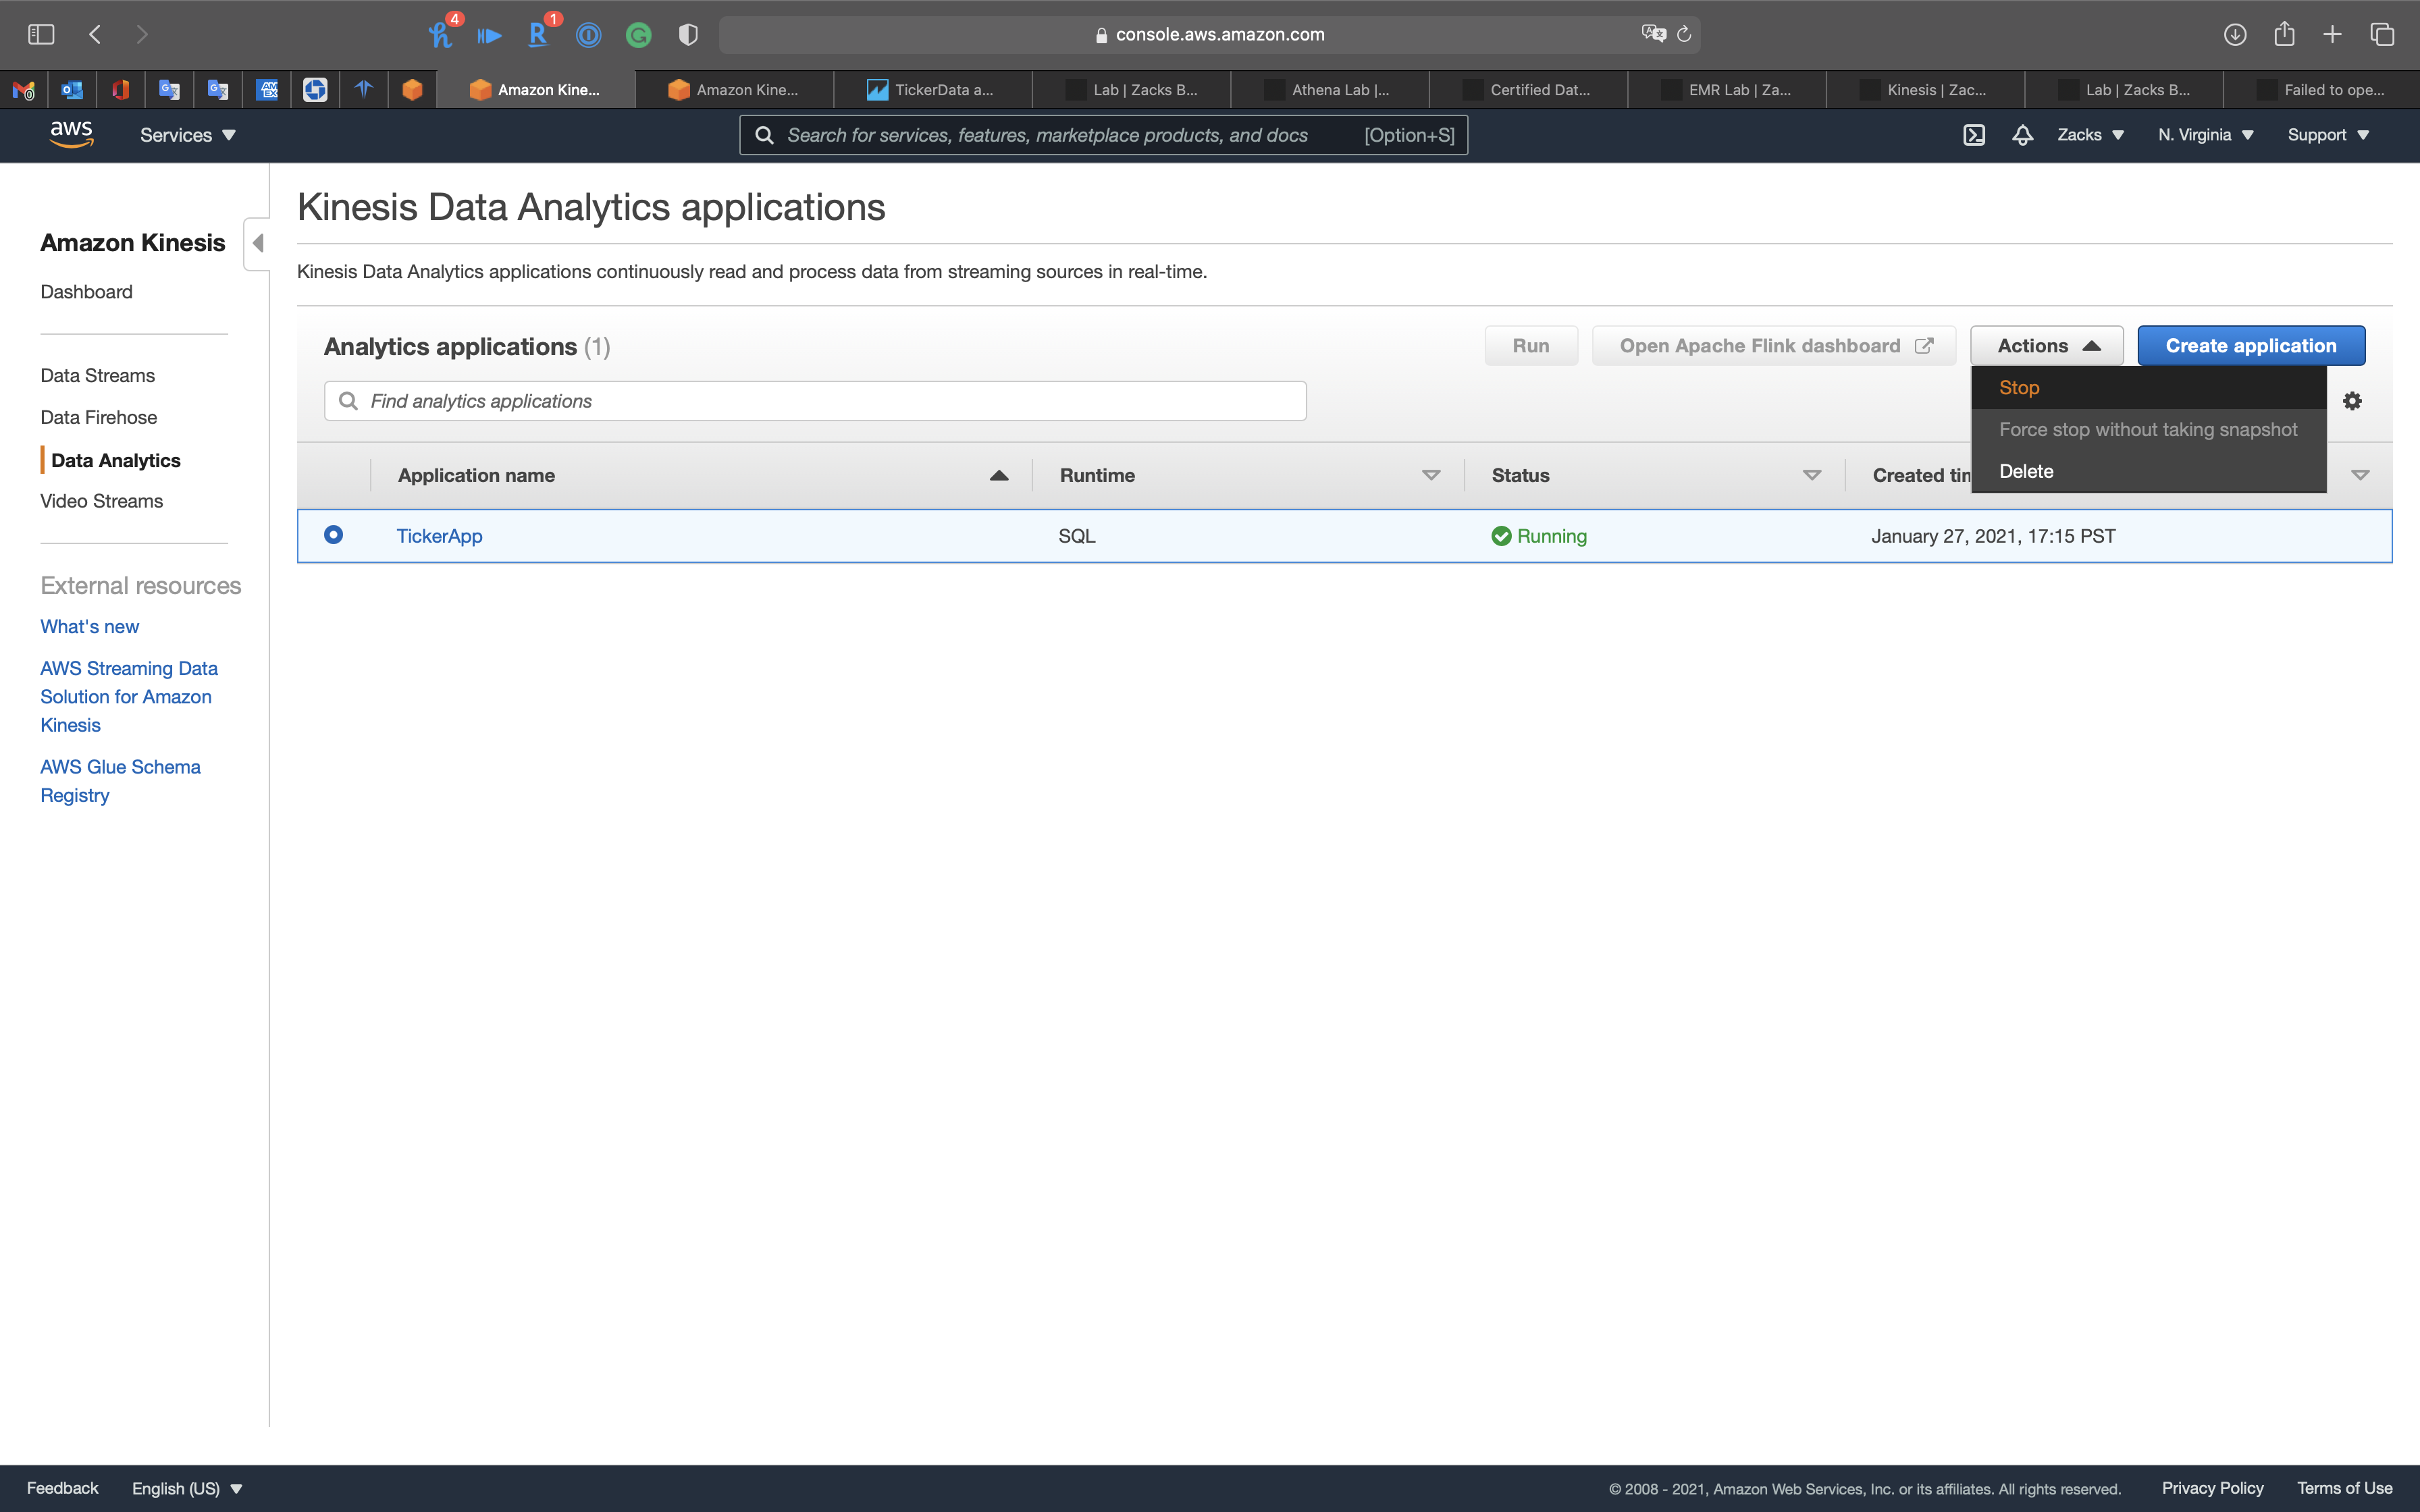 4
1
console.aws.amazon.com
Amazon Kine...
Amazon Kine...
TickerData a...
Lab | Zacks B...
Athena Lab |...
Certified Dat...
EMR Lab | Za...
Kinesis | Zac...
Lab | Zacks B...
Failed to ope...
aws
Services
Search for services, features, marketplace products, and docs
[Option+S]
Zacks
N. Virginia
Support
Amazon Kinesis
Dashboard
Data Streams
Data Firehose
Data Analytics
Video Streams
External resources
What's new
AWS Streaming Data
Solution for Amazon
Kinesis
AWS Glue Schema
Registry
Kinesis Data Analytics applications
Kinesis Data Analytics applications continuously read and process data from streaming sources in real-time.
Analytics applications (1)
Run
Open Apache Flink dashboard
Actions
Create application
Stop
Force stop without taking snapshot
Delete
Find analytics applications
Application name
Runtime
Status
Created tin
TickerApp
SQL
Running
January 27, 2021, 17:15 PST
Feedback
English (US)
© 2008 - 2021, Amazon Web Services, Inc. or its affiliates. All rights reserved.
Privacy Policy
Terms of Use